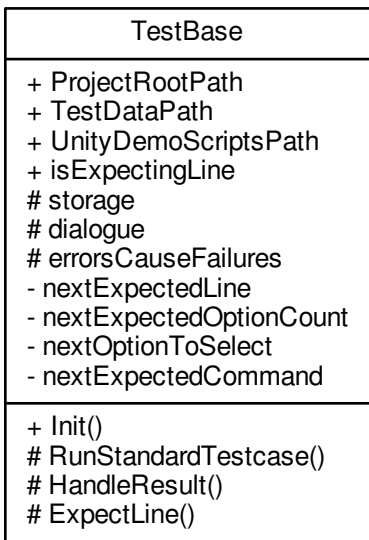 TestBase
+ ProjectRootPath
+ TestDataPath
+ UnityDemoScriptsPath
+ isExpectingLine
# storage
# dialogue
# errorsCauseFailures
- nextExpectedLine
- nextExpectedOptionCount
- nextOptionToSelect
- nextExpectedCommand
+ Init()
# RunStandardTestcase()
# HandleResult()
# ExpectLine()